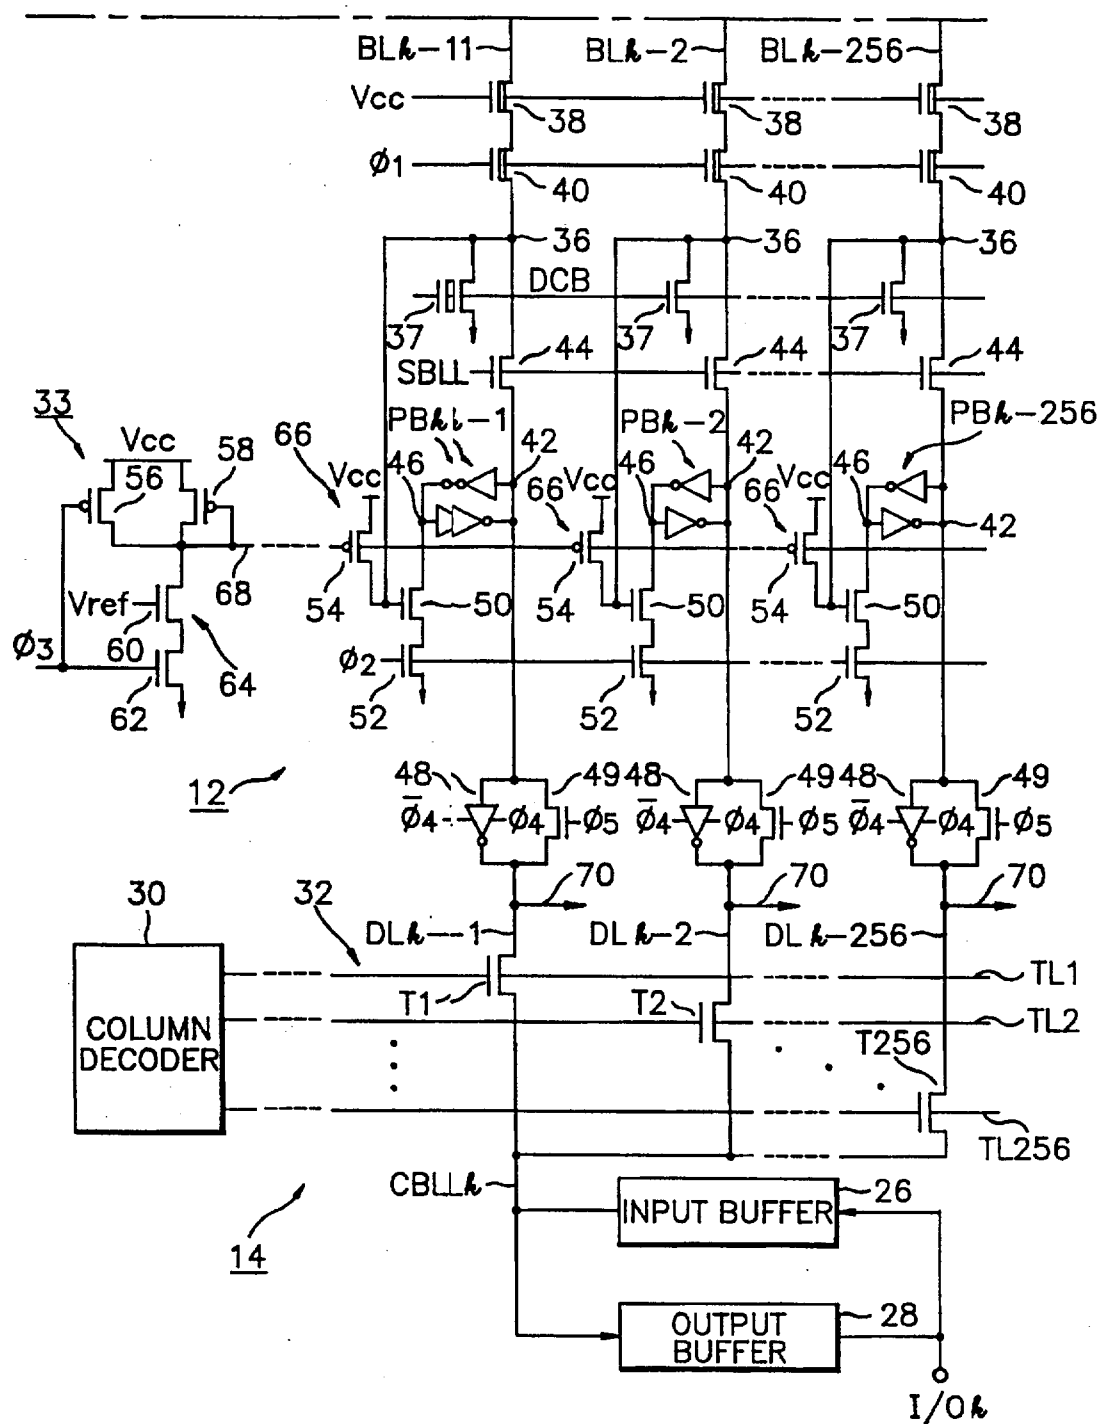 BLk-11 BLk-2 BLk-256
Vcc 38 38 38
Ø1 40 40 40
36 36 36
DCB
37 37 37
SBLL 44 44 44
33 Vcc 58 66 PBkl-1 PBk-2 PBk-256
56 Vcc 46 42 66 Vcc 46 42 66 Vcc 46 42
68 54 50 54 50 54 50
Vref 60
Ø3 62 64 Ø2 52 52 52
12 48 49 48 49 48 49
Ø̅4 Ø4 Ø5 Ø̅4 Ø4 Ø5 Ø̅4 Ø4 Ø5
30 32 70 70 70
DLk--1 DLk-2 DLk-256
T1 TL1
COLUMN
DECODER
T2 TL2
T256
TL256
CBLLk
14 INPUT BUFFER 26
OUTPUT
BUFFER
28
I/Ok